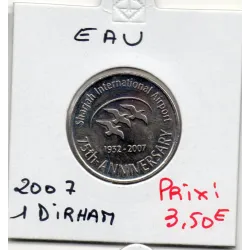 EAU
Sharjah International Airport
1932-2007
75th ANNIVERSARY
2007
1 DIRHAM
PRiX:
3,50€